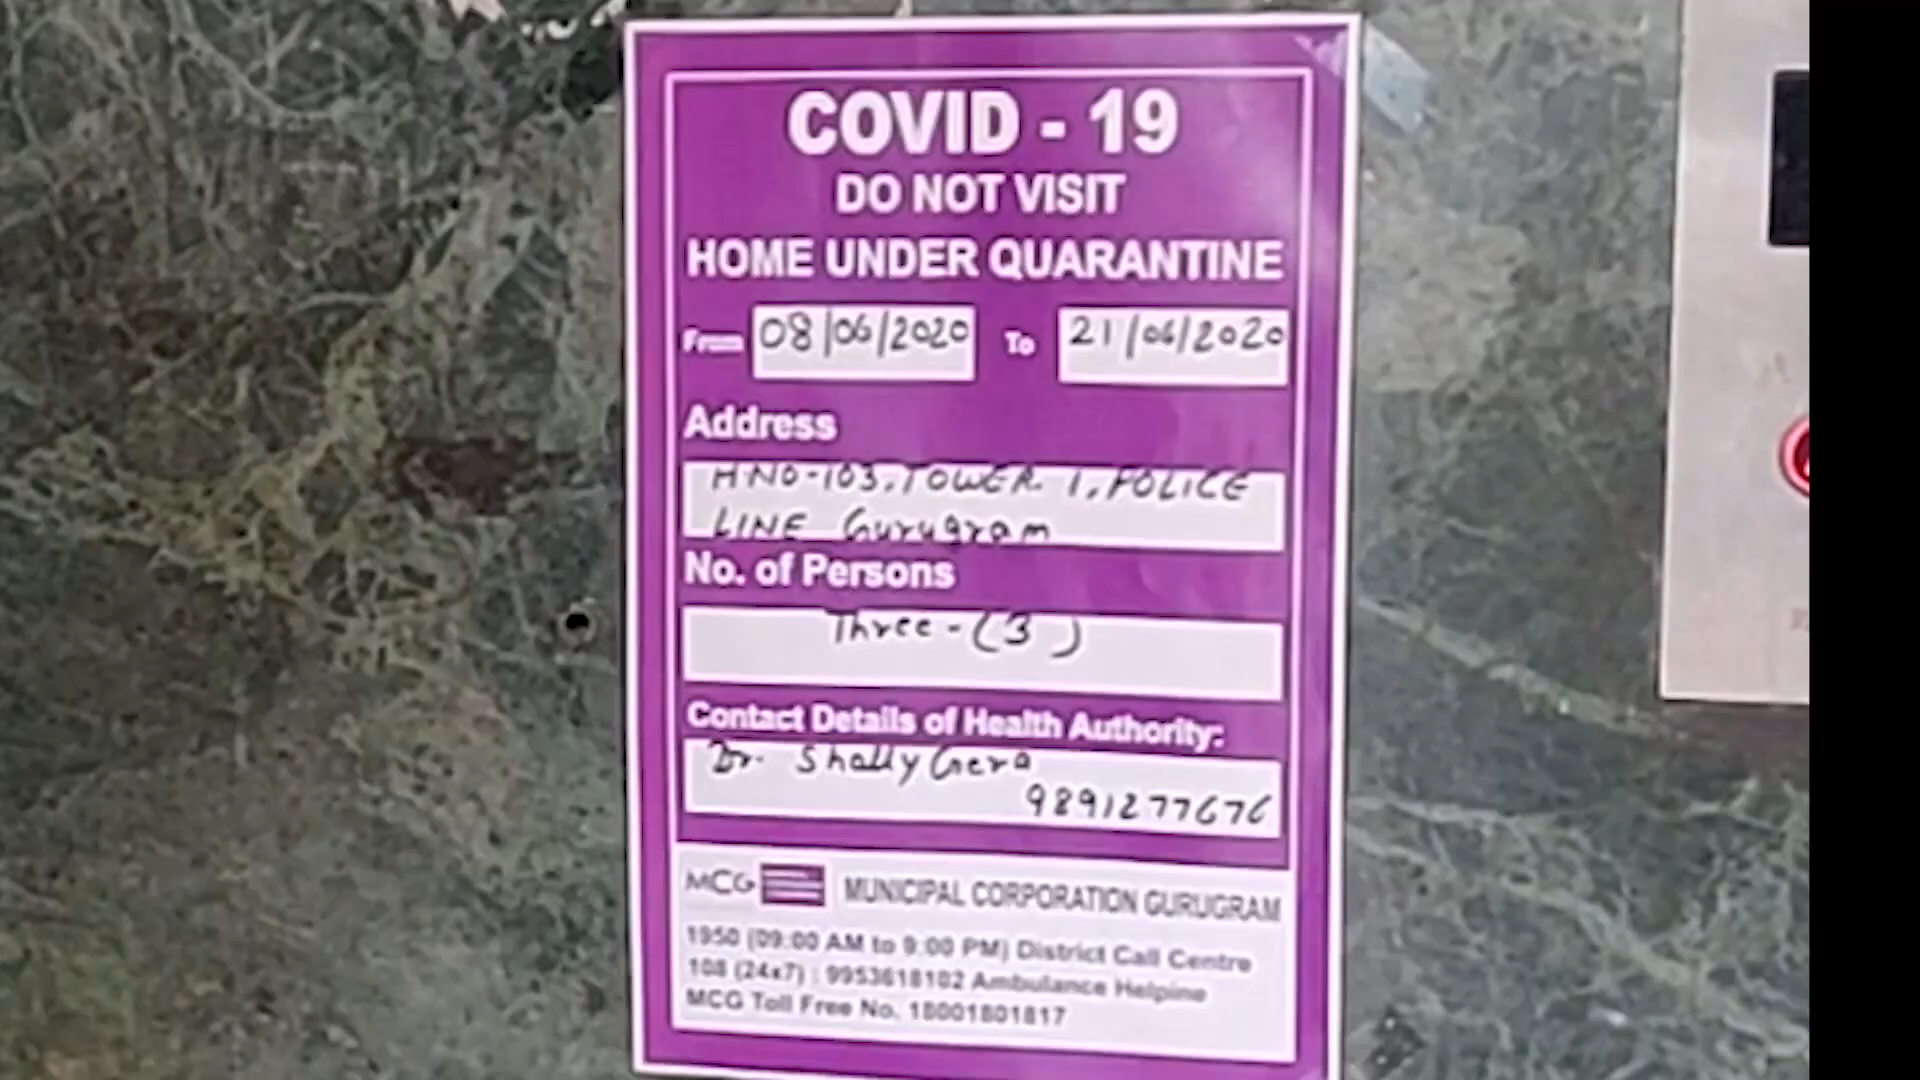 COVID - 19
DO NOT VISIT
HOME UNDER QUARANTINE
From 08/06/2020 To 21/06/2020
Address
HNO-103, TOWER. 1, POLICE
LINE Gurugram
No. of Persons
Three - (3)
Contact Details of Health Authority:
Dr. Shally Gera
9891277676
MCG MUNICIPAL CORPORATION GURUGRAM
1950 (09:00 AM to 9:00 PM) District Call Centre
108 (24x7) : 9953618102 Ambulance Helpine
MCG Toll Free No. 18001801817